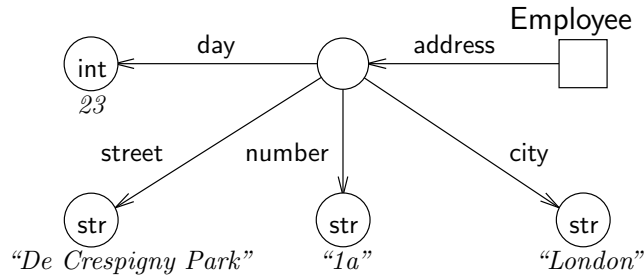 Employee
day
address
int
23
street
number
city
str
str
str
“De Crespigny Park”
“1a”
“London”